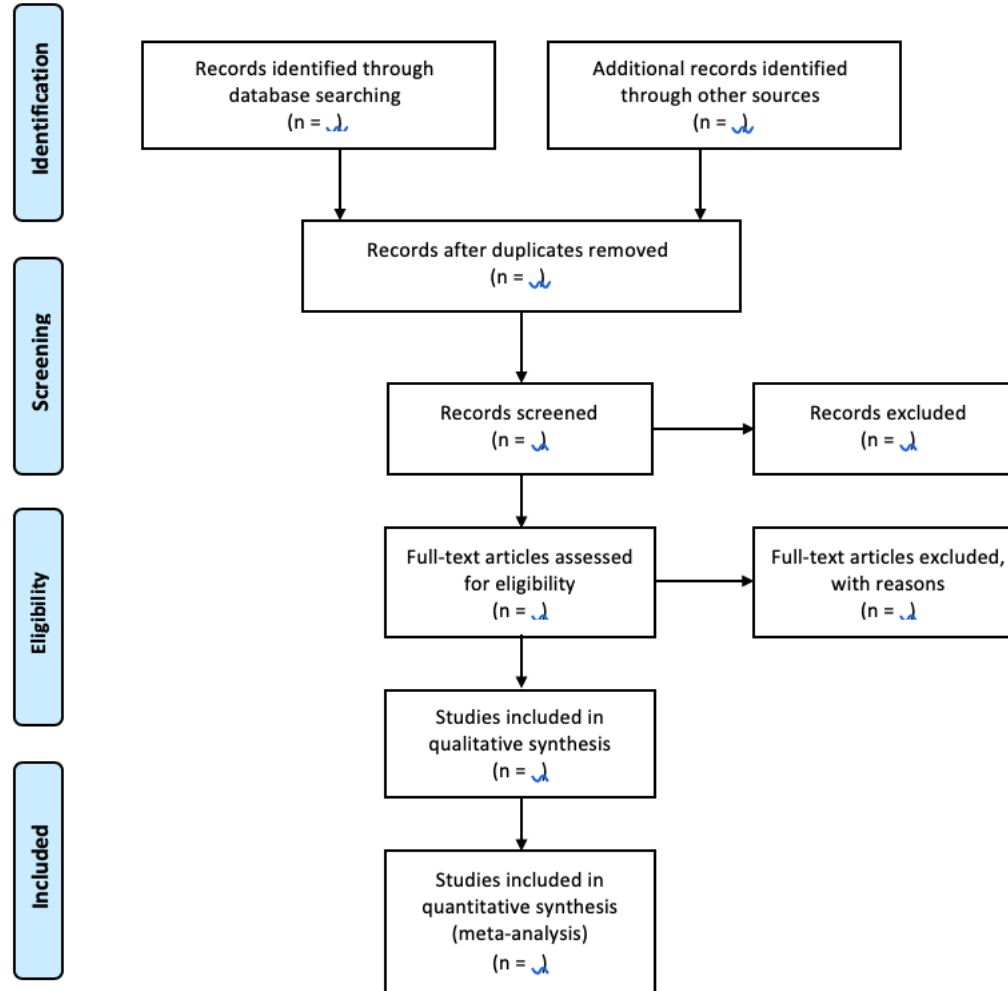 Identification
Records identified through
database searching
(n = )
Additional records identified
through other sources
(n = )
Records after duplicates removed
(n = )
Screening
Records screened
(n = )
Records excluded
(n = )
Eligibility
Full-text articles assessed
for eligibility
(n = )
Full-text articles excluded,
with reasons
(n = )
Studies included in
qualitative synthesis
(n = )
Included
Studies included in
quantitative synthesis
(meta-analysis)
(n = )